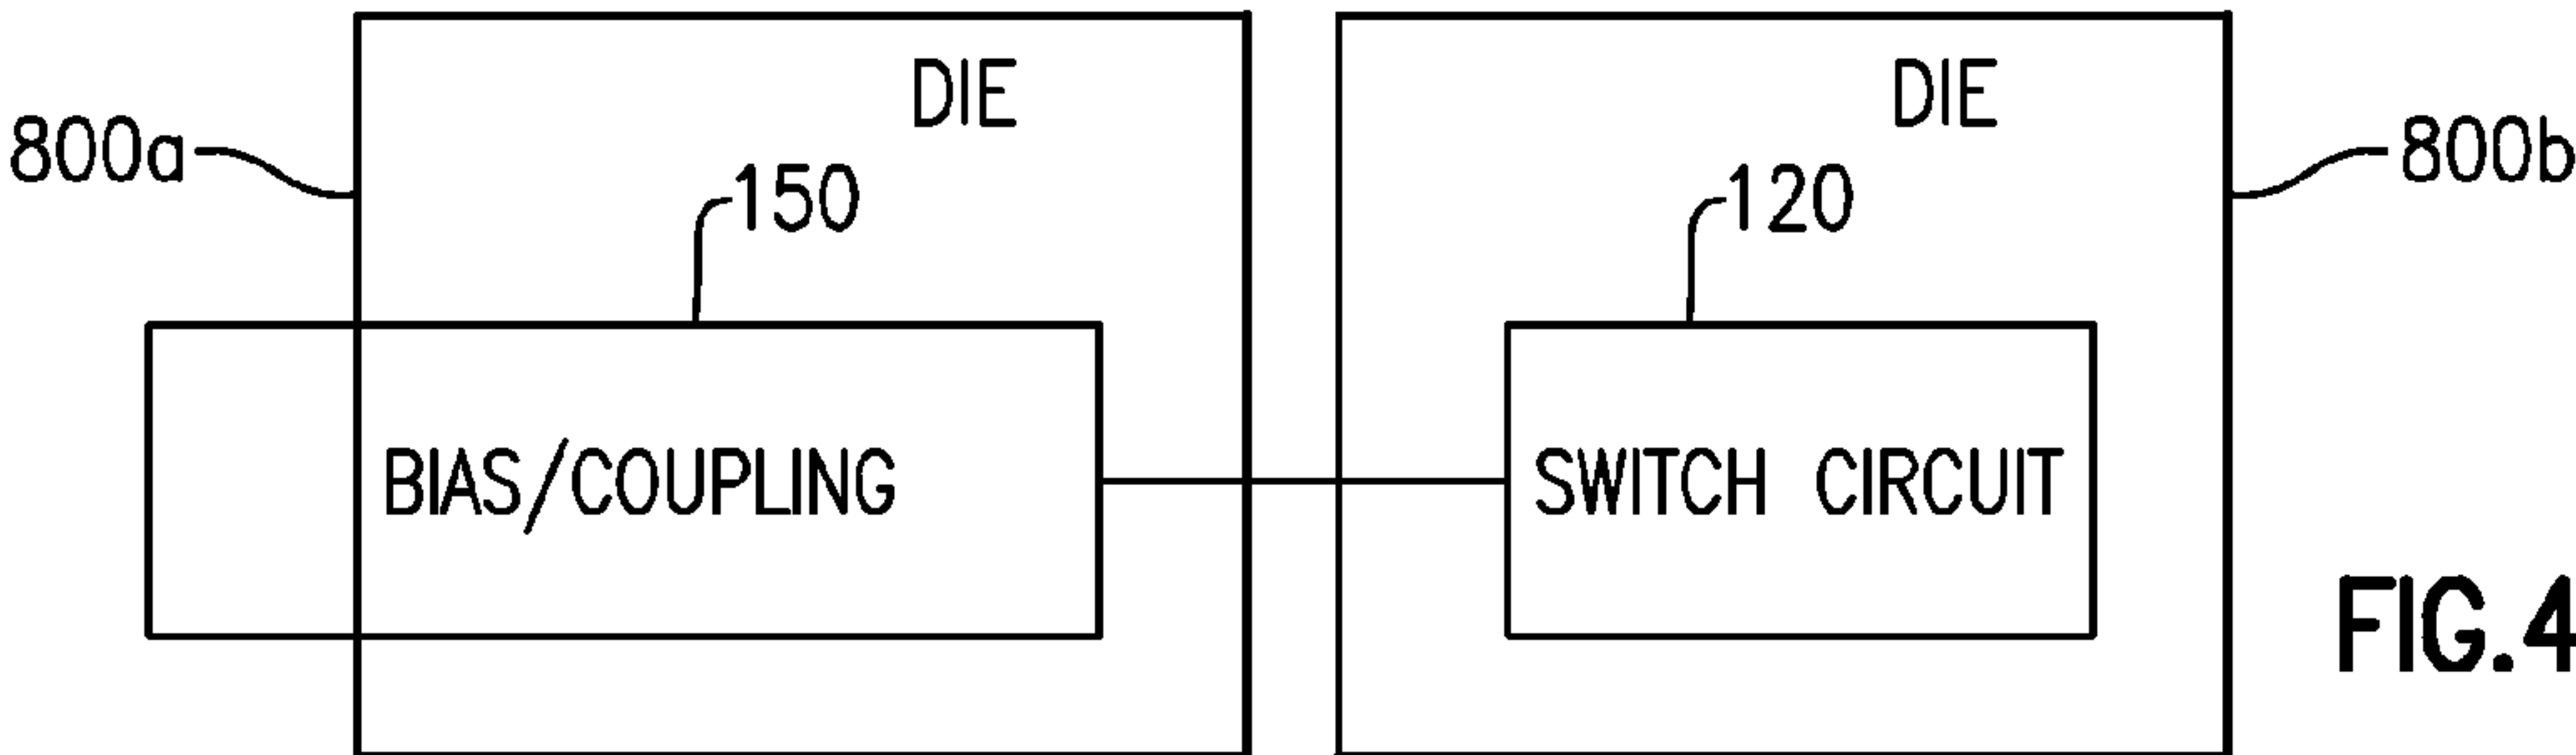 DIE
DIE
800a
800b
150
120
BIAS/COUPLING
SWITCH CIRCUIT
FIG.4